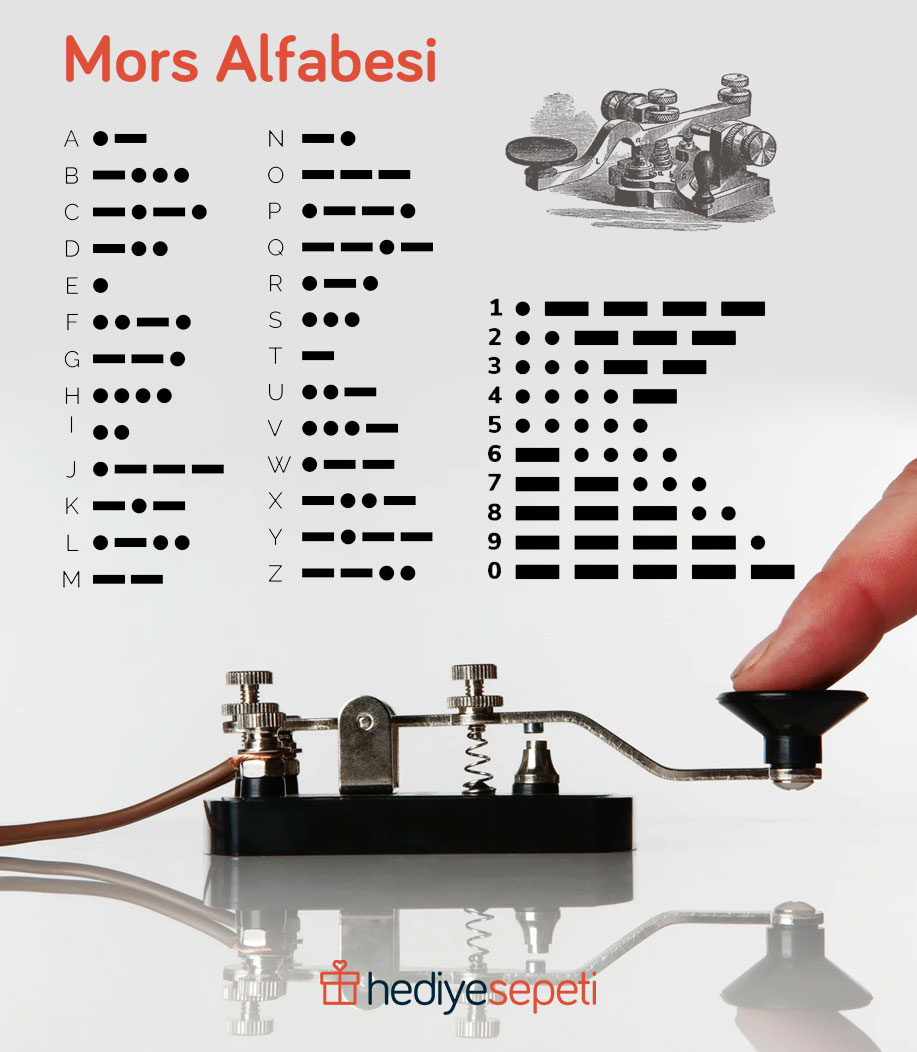 Mors Alfabesi
A ●▬
B ▬●●●
C ▬●▬●
D ▬●●
E ●
F ●●▬●
G ▬▬●
H ●●●●
I ●●
J ●▬▬▬
K ▬●▬
L ●▬●●
M ▬▬
N ▬●
O ▬▬▬
P ●▬▬●
Q ▬▬●▬
R ●▬●
S ●●●
T ▬
U ●●▬
V ●●●▬
W ●▬▬
X ▬●●▬
Y ▬●▬▬
Z ▬▬●●
1 ●▬▬▬▬
2 ●●▬▬▬
3 ●●●▬▬
4 ●●●●▬
5 ●●●●●
6 ▬●●●●
7 ▬▬●●●
8 ▬▬▬●●
9 ▬▬▬▬●
0 ▬▬▬▬▬
hediyesepeti